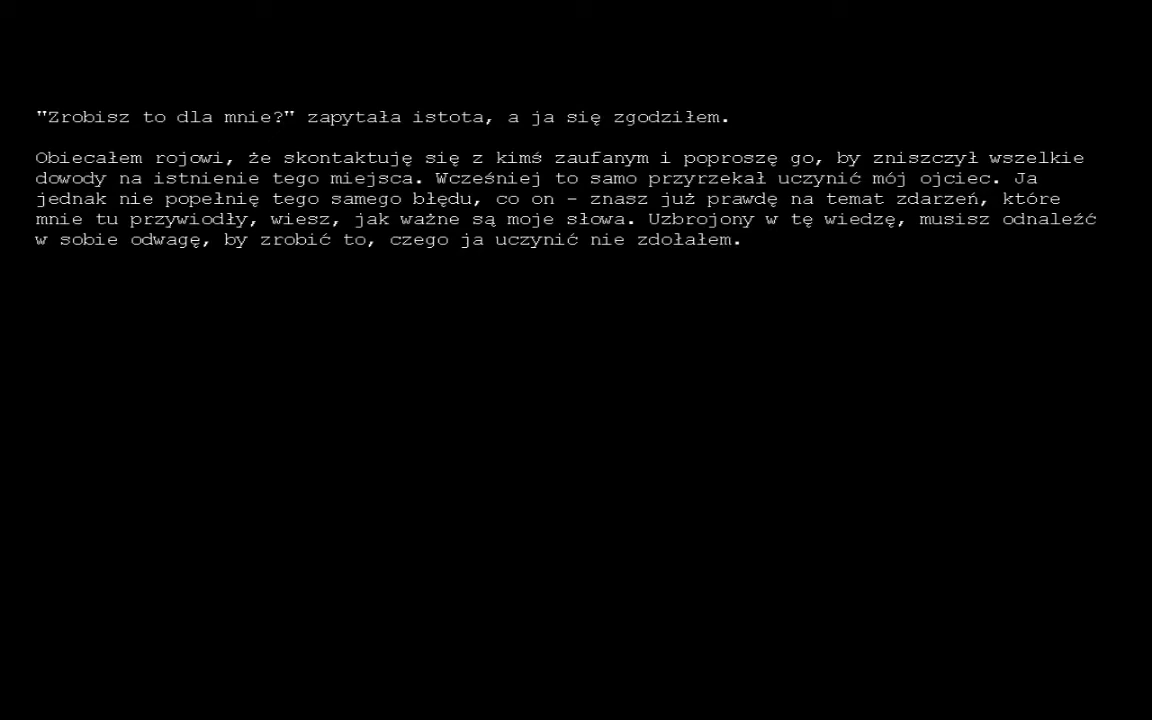 "Zrobisz to dla mnie?" zapytała istota, a ja się zgodziłem.
Obiecałem rojowi, że skontaktuję się z kimś zaufanym i poproszę go, by zniszczył wszelkie
dowody na istnienie tego miejsca. Wcześniej to samo przyrzekał uczynić mój ojciec. Ja
jednak nie popełnię tego samego błędu, co on - znasz już prawdę na temat zdarzeń, które
mnie tu przywiodły, wiesz, jak ważne są moje słowa. Uzbrojony w tę wiedzę, musisz odnaleźć
w sobie odwagę, by zrobić to, czego ja uczynić nie zdołałem.